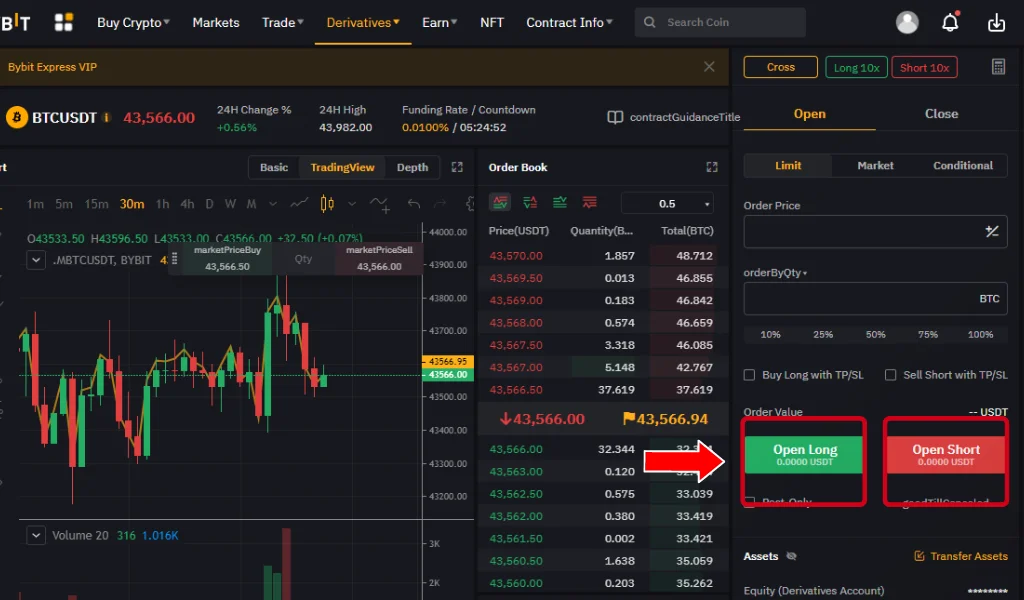 BIT Buy Crypto Markets Trade Derivatives Earn NFT Contract Info Search Coin
Bybit Express VIP
Cross Long 10x Short 10x
BTCUSDT 43,566.00
24H Change %
+0.56%
24H High
43,982.00
Funding Rate / Countdown
0.0100% / 05:24:52
contractGuidanceTitle
Open Close
rt Basic TradingView Depth
Order Book
Limit Market Conditional
1m 5m 15m 30m 1h 4h D W M
0.5
Order Price
O43533.50 H43596.50 L43533.00 C43566.00 +32.50 (+0.07%)
.MBTCUSDT, BYBIT
marketPriceBuy
43,566.50
Qty
marketPriceSell
43,566.00
44000.00
43900.00
43800.00
43700.00
43566.95
43566.00
43500.00
43400.00
43300.00
43200.00
Volume 20 316 1.016K
3K
2K
Price(USDT) Quantity(B... Total(BTC)
43,570.00 1.857 48.712
43,569.50 0.013 46.855
43,569.00 0.183 46.842
43,568.00 0.574 46.659
43,567.50 3.318 46.085
43,567.00 5.148 42.767
43,566.50 37.619 37.619
43,566.00 43,566.94
43,566.00 32.344
43,563.00 0.120
43,562.50 0.575 33.039
43,562.00 0.380 33.419
43,561.50 0.002 33.421
43,560.50 1.638 35.059
43,560.00 0.203 35.262
orderByQty
BTC
10% 25% 50% 75% 100%
Buy Long with TP/SL Sell Short with TP/SL
Order Value -- USDT
Open Long
0.0000 USDT
Open Short
0.0000 USDT
Post-Only goodTillCanceled
Assets Transfer Assets
Equity (Derivatives Account) ********